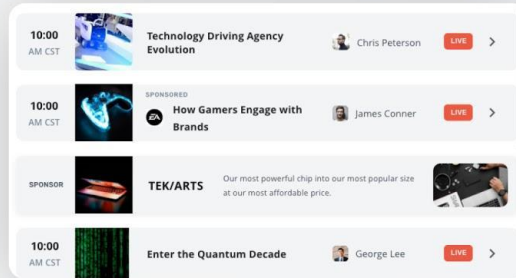 10:00
AM CST
Technology Driving Agency
Evolution
Chris Peterson
LIVE
10:00
AM CST
SPONSORED
EA
How Gamers Engage with
Brands
James Conner
LIVE
SPONSOR
TEK/ARTS
Our most powerful chip into our most popular size
at our most affordable price.
10:00
AM CST
Enter the Quantum Decade
George Lee
LIVE